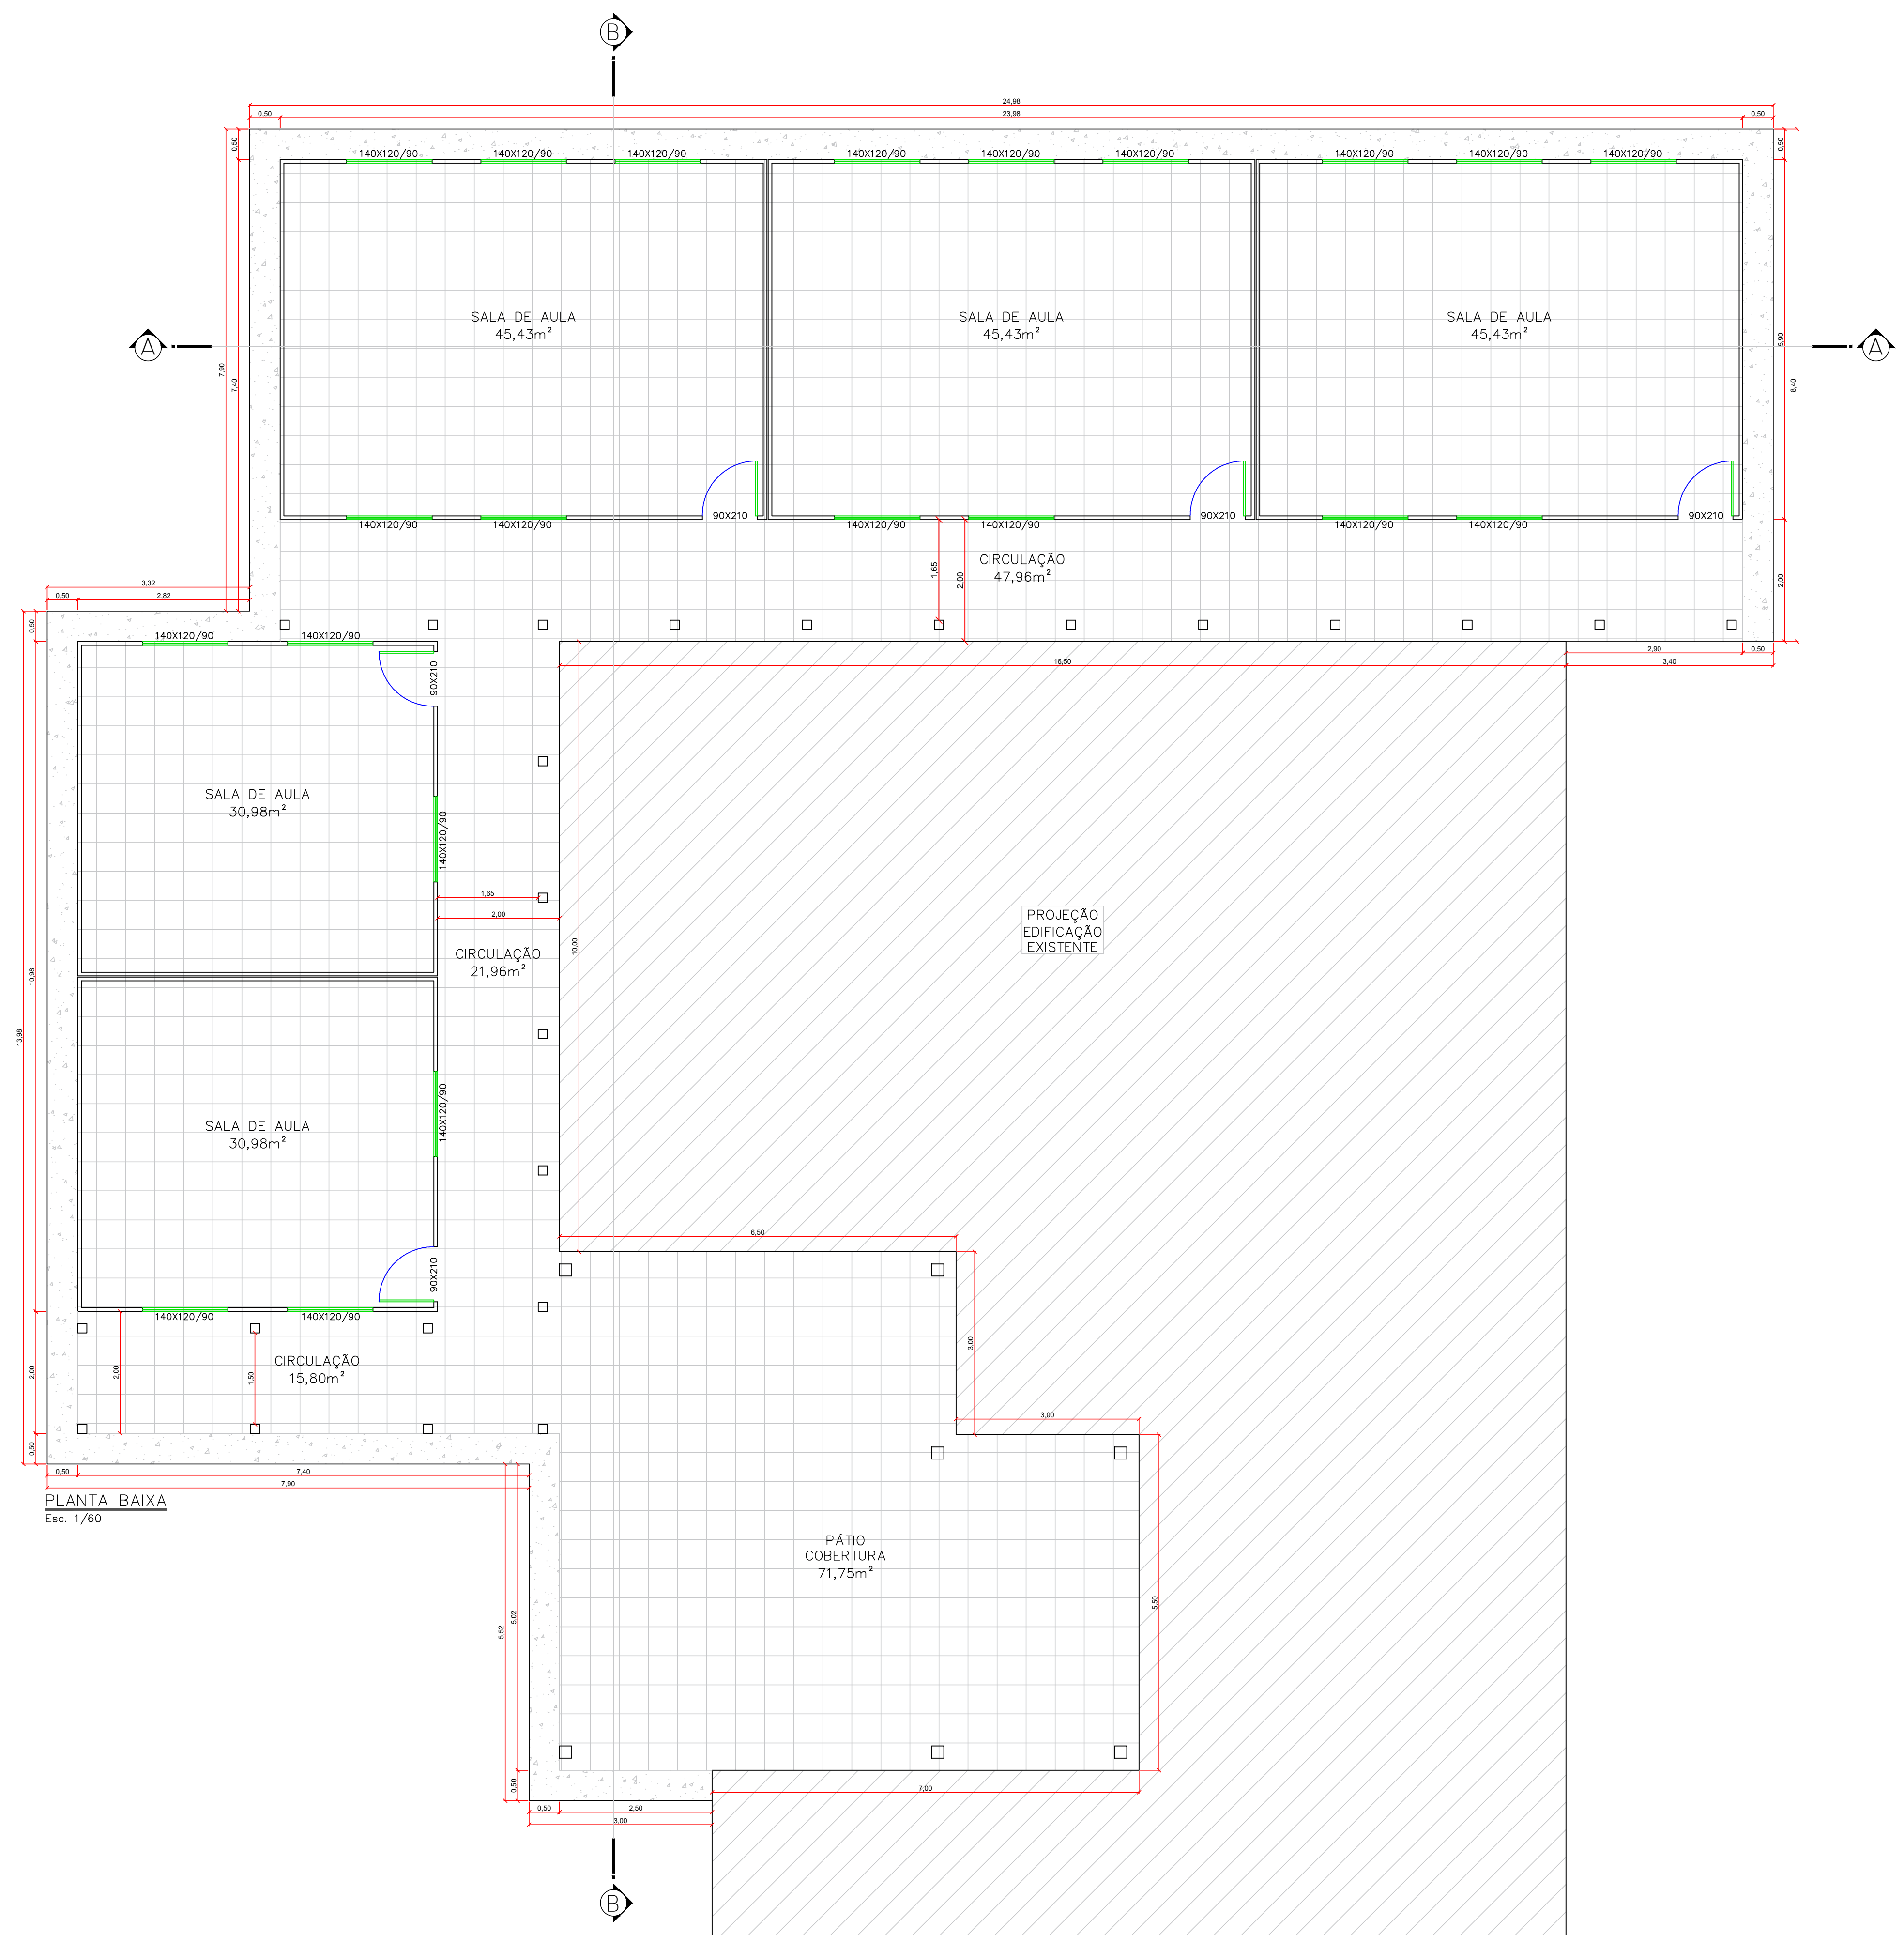 B
24,98
0,50
23,98
0,50
0,50
0,50
140X120/90
140X120/90
140X120/90
140X120/90
140X120/90
140X120/90
140X120/90
140X120/90
140X120/90
SALA DE AULA
45,43m²
SALA DE AULA
45,43m²
SALA DE AULA
45,43m²
A
A
7,90
7,40
5,90
8,40
90X210
90X210
90X210
140X120/90
140X120/90
140X120/90
140X120/90
140X120/90
140X120/90
CIRCULAÇÃO
47,96m²
1,65
2,00
2,00
3,32
0,50
2,82
0,50
140X120/90
140X120/90
90X210
16,50
2,90
0,50
3,40
SALA DE AULA
30,98m²
140X120/90
1,65
2,00
CIRCULAÇÃO
21,96m²
10,00
PROJEÇÃO
EDIFICAÇÃO
EXISTENTE
10,98
13,98
SALA DE AULA
30,98m²
140X120/90
90X210
6,50
140X120/90
140X120/90
3,00
CIRCULAÇÃO
15,80m²
2,00
2,00
1,50
3,00
0,50
0,50
7,40
7,90
PLANTA BAIXA
Esc. 1/60
PÁTIO
COBERTURA
71,75m²
5,50
5,02
5,52
0,50
7,00
0,50
2,50
3,00
B